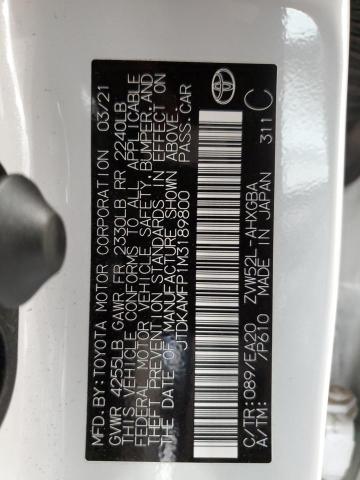 MFD.BY:TOYOTA MOTOR CORPORATION 03/21
GVWR 4255LB GAWR FR 2330LB RR 2240LB
THIS VEHICLE CONFORMS TO ALL APPLICABLE
FEDERAL MOTOR VEHICLE SAFETY, BUMPER, AND
THEFT PREVENTION STANDARDS IN EFFECT ON
THE DATE OF MANUFACTURE SHOWN ABOVE.
JTDKAMFP1M3189800 PASS.CAR
C/TR:089/EA20 ZVW52L-AHXGBA
A/TM: /P610 MADE IN JAPAN 311 C